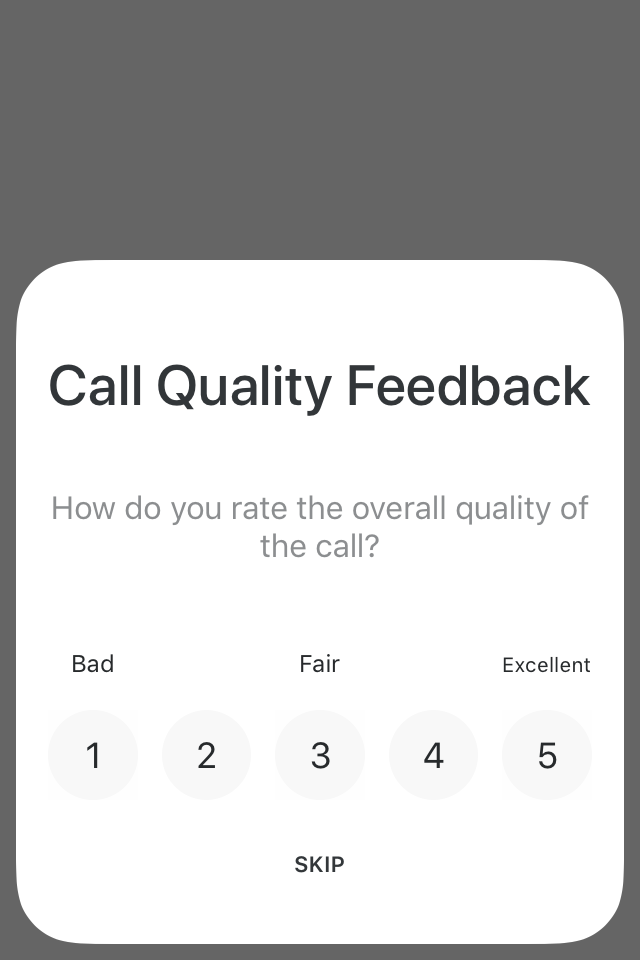 Call Quality Feedback
How do you rate the overall quality of
the call?
Bad Fair Excellent
1 2 3 4 5
SKIP